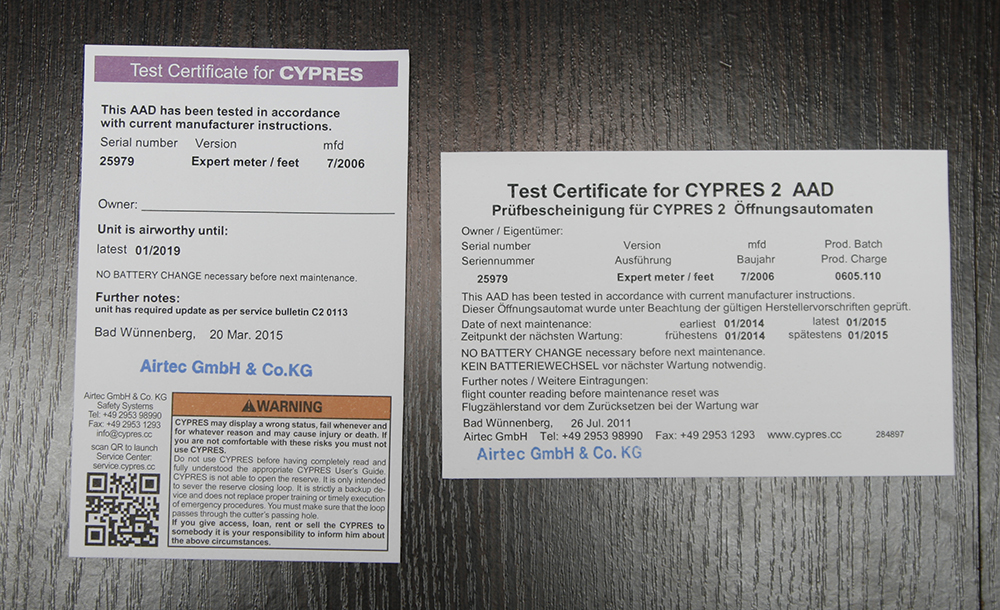 Test Certificate for CYPRES
This AAD has been tested in accordance
with current manufacturer instructions.
Serial number Version mfd
25979 Expert meter / feet 7/2006
Owner:
Unit is airworthy until:
latest 01/2019
NO BATTERY CHANGE necessary before next maintenance.
Further notes:
unit has required update as per service bulletin C2 0113
Bad Wünnenberg, 20 Mar. 2015
Airtec GmbH & Co.KG
Airtec GmbH & Co. KG
Safety Systems
Tel: +49 2953 98990
Fax: +49 2953 1293
info@cypres.cc
scan QR to launch
Service Center:
service.cypres.cc
WARNING
CYPRES may display a wrong status, fail whenever and
for whatever reason and may cause injury or death. If
you are not comfortable with these risks you must not
use CYPRES.
Do not use CYPRES before having completely read and
fully understood the appropriate CYPRES User's Guide.
CYPRES is not able to open the reserve. It is only intended
to sever the reserve closing loop. It is strictly a backup de-
vice and does not replace proper training or timely execution
of emergency procedures. You must make sure that the loop
passes through the cutter's passing hole.
If you give access, loan, rent or sell the CYPRES to
somebody it is your responsibility to inform him about
the above circumstances.
Test Certificate for CYPRES 2 AAD
Prüfbescheinigung für CYPRES 2 Öffnungsautomaten
Owner / Eigentümer:
Serial number Version mfd Prod. Batch
Seriennummer Ausführung Baujahr Prod. Charge
25979 Expert meter / feet 7/2006 0605.110
This AAD has been tested in accordance with current manufacturer instructions.
Dieser Öffnungsautomat wurde unter Beachtung der gültigen Herstellervorschriften geprüft.
Date of next maintenance: earliest 01/2014 latest 01/2015
Zeitpunkt der nächsten Wartung: frühestens 01/2014 spätestens 01/2015
NO BATTERY CHANGE necessary before next maintenance.
KEIN BATTERIEWECHSEL vor nächster Wartung notwendig.
Further notes / Weitere Eintragungen:
flight counter reading before maintenance reset was
Flugzählerstand vor dem Zurücksetzen bei der Wartung war
Bad Wünnenberg, 26 Jul. 2011
Airtec GmbH Tel: +49 2953 98990 Fax: +49 2953 1293 www.cypres.cc 284897
Airtec GmbH & Co. KG